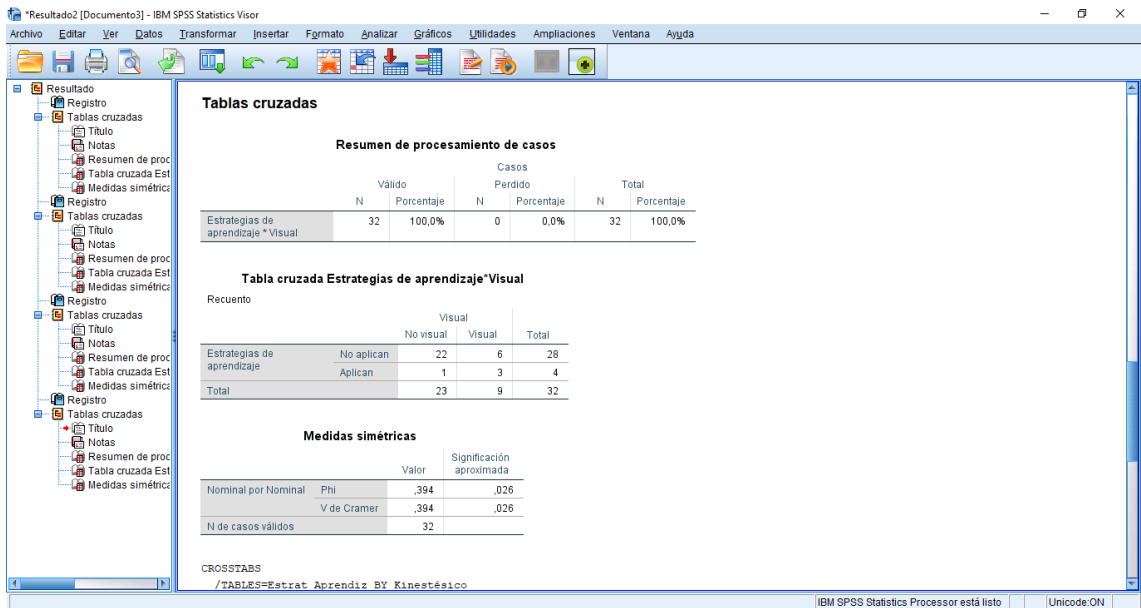 *Resultado2 [Documento3] - IBM SPSS Statistics Visor
Archivo Editar Ver Datos Transformar Insertar Formato Analizar Gráficos Utilidades Ampliaciones Ventana Ayuda
Resultado
Registro
Tablas cruzadas
Título
Notas
Resumen de proc
Tabla cruzada Est
Medidas simétrica
Registro
Tablas cruzadas
Título
Notas
Resumen de proc
Tabla cruzada Est
Medidas simétrica
Registro
Tablas cruzadas
Título
Notas
Resumen de proc
Tabla cruzada Est
Medidas simétrica
Registro
Tablas cruzadas
Título
Notas
Resumen de proc
Tabla cruzada Est
Medidas simétrica
Tablas cruzadas
Resumen de procesamiento de casos
Casos
Válido Perdido Total
N Porcentaje N Porcentaje N Porcentaje
Estrategias de
aprendizaje * Visual 32 100,0% 0 0,0% 32 100,0%
Tabla cruzada Estrategias de aprendizaje*Visual
Recuento
Visual
No visual Visual Total
Estrategias de
aprendizaje No aplican 22 6 28
Aplican 1 3 4
Total 23 9 32
Medidas simétricas
Valor Significación
aproximada
Nominal por Nominal Phi ,394 ,026
V de Cramer ,394 ,026
N de casos válidos 32
CROSSTABS
/TABLES=Estrat_Aprendiz BY Kinestésico
IBM SPSS Statistics Processor está listo Unicode:ON